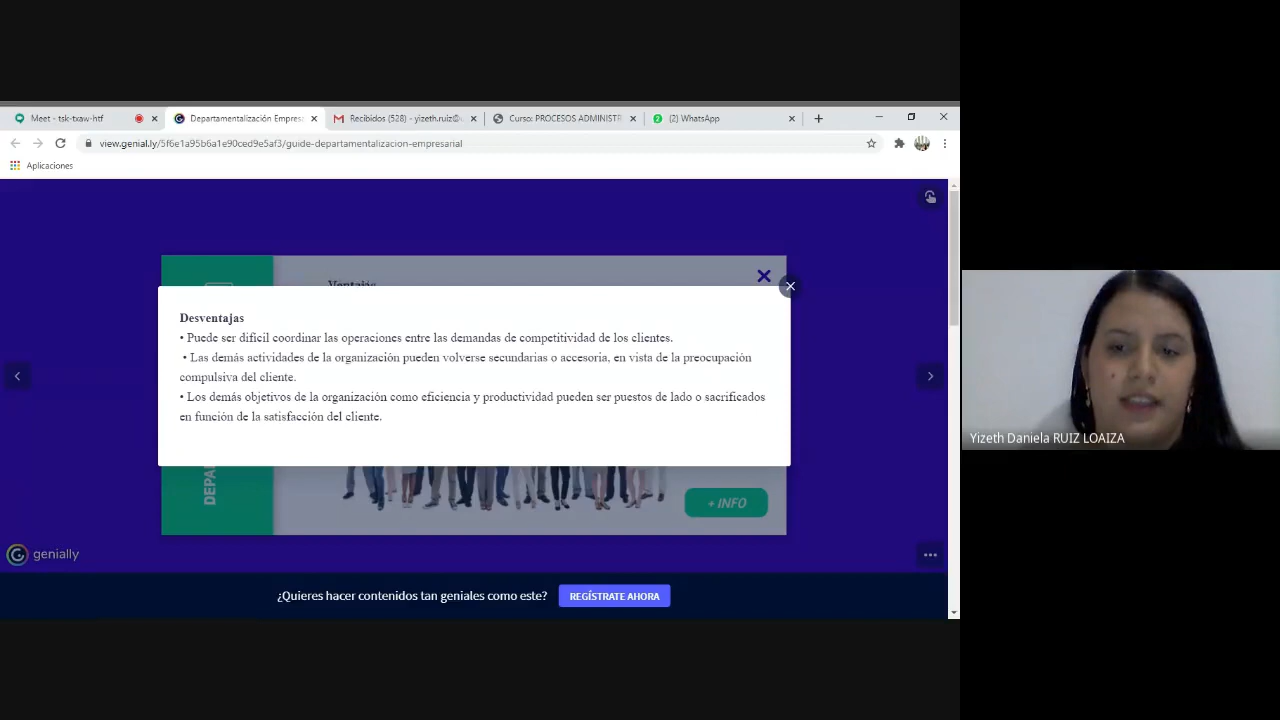 Meet - tsk-txaw-htf
Departamentalización Empres
Recibidos (528) - yizeth.ruiz@u
Curso: PROCESOS ADMINISTR
(2) WhatsApp
view.genial.ly/5f6e1a95b6a1e90ced9e5af3/guide-departamentalizacion-empresarial
Aplicaciones
Ventajas
Desventajas
• Puede ser difícil coordinar las operaciones entre las demandas de competitividad de los clientes.
• Las demás actividades de la organización pueden volverse secundarias o accesoria, en vista de la preocupación
compulsiva del cliente.
• Los demás objetivos de la organización como eficiencia y productividad pueden ser puestos de lado o sacrificados
en función de la satisfacción del cliente.
DEPA
+ INFO
genially
¿Quieres hacer contenidos tan geniales como este?
REGÍSTRATE AHORA
Yizeth Daniela RUIZ LOAIZA